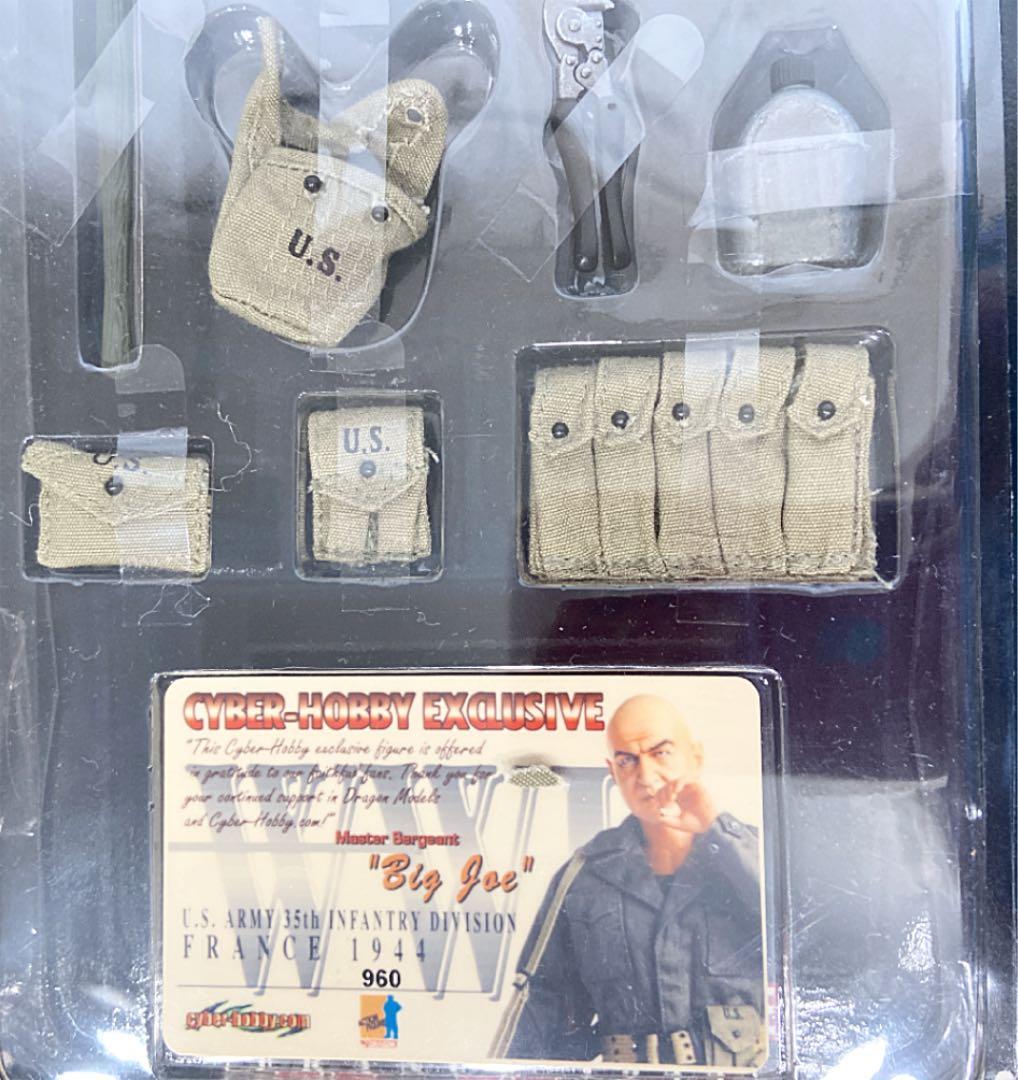 U.S.
U.S.
U.S.
CYBER-HOBBY EXCLUSIVE
"This Cyber-Hobby exclusive figure is offered
in gratitude to our faithful fans. Thank you for
your continued support in Dragon Models
and Cyber-Hobby.com!"
WWII
Master Sergeant
"Big Joe"
U.S. ARMY 35th INFANTRY DIVISION
FRANCE 1944
960
cyber-hobby.com